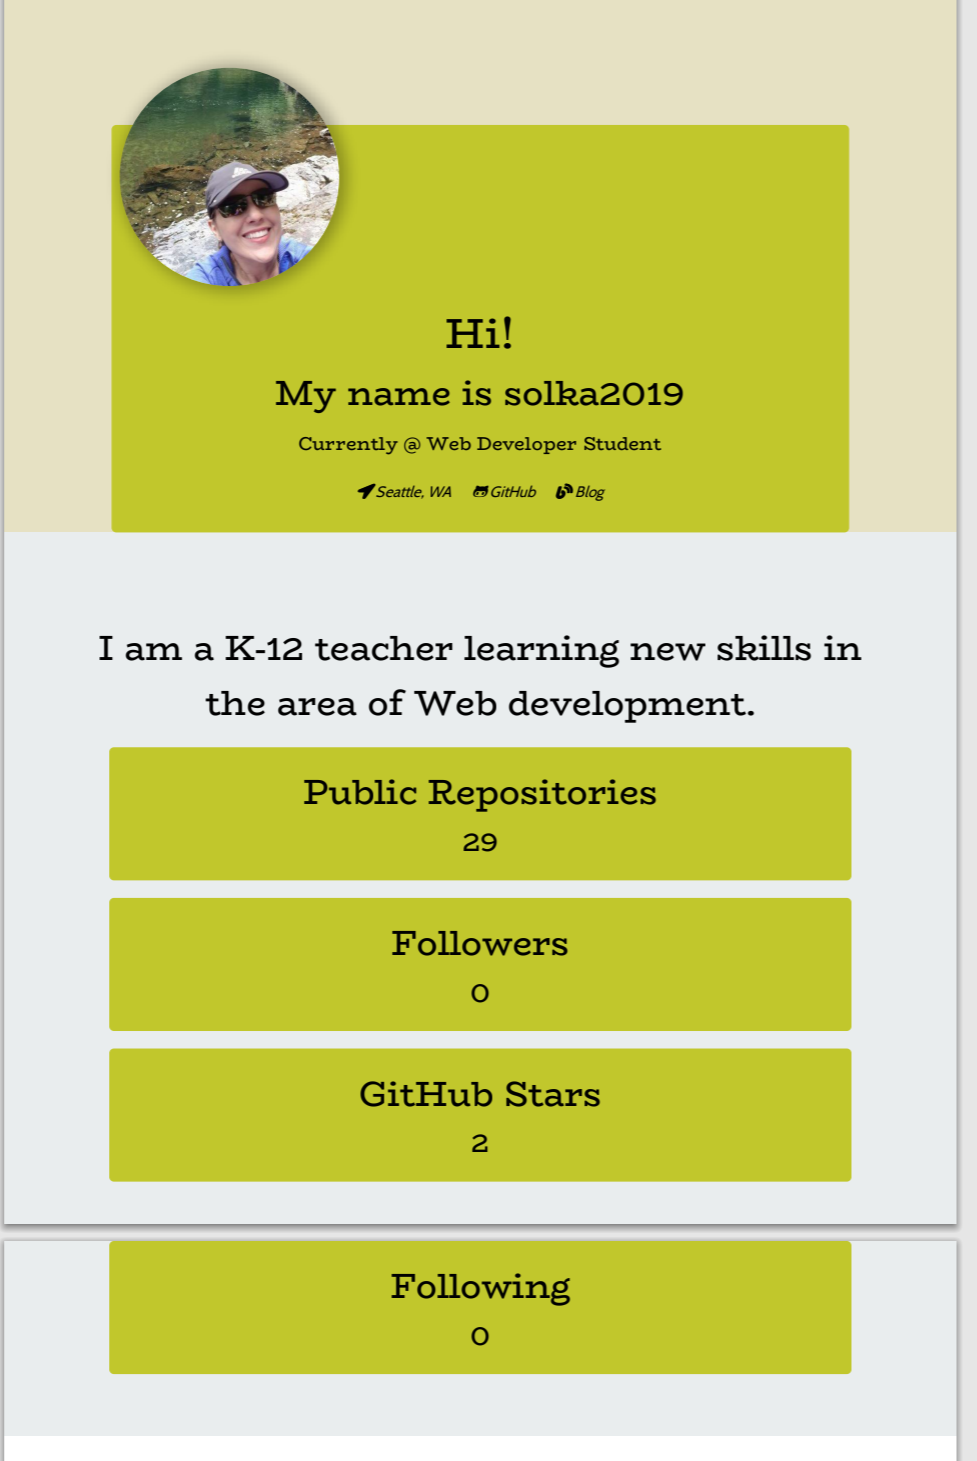 Hi!
My name is solka2019
Currently @ Web Developer Student
Seattle, WA GitHub Blog
I am a K-12 teacher learning new skills in
the area of Web development.
Public Repositories
29
Followers
0
GitHub Stars
2
Following
0